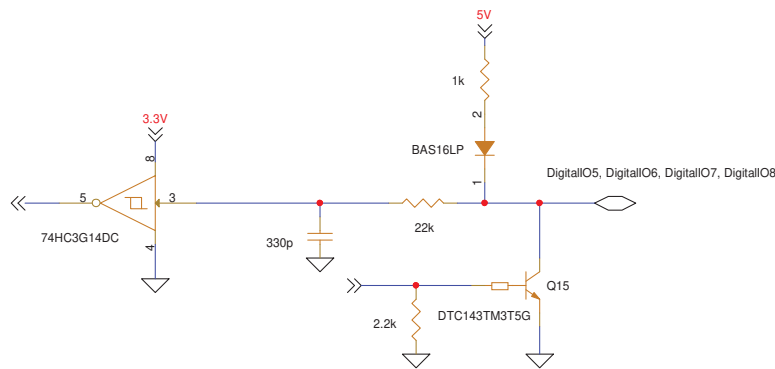 5V
1k
2
3.3V
BAS16LP
8
1
DigitalIO5, DigitalIO6, DigitalIO7, DigitalIO8
5
3
74HC3G14DC
4
330p
22k
Q15
2.2k
DTC143TM3T5G